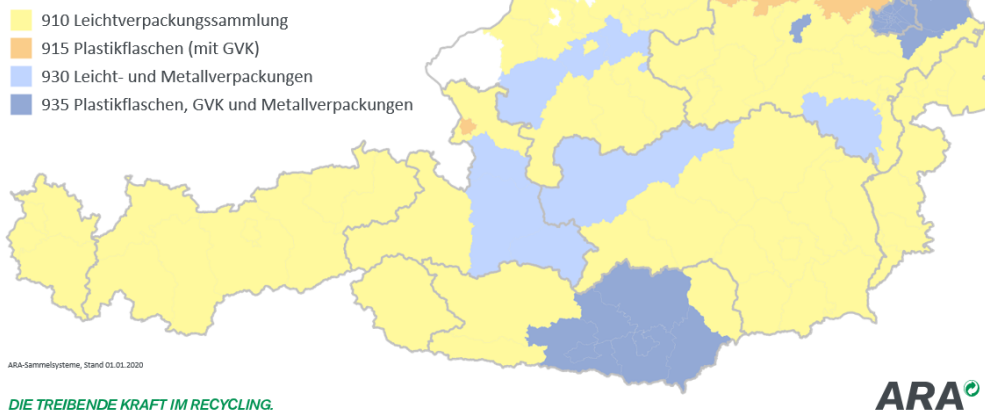 910 Leichtverpackungssammlung
915 Plastikflaschen (mit GVK)
930 Leicht- und Metallverpackungen
935 Plastikflaschen, GVK und Metallverpackungen
ARA-Sammelsysteme, Stand 01.01.2020
DIE TREIBENDE KRAFT IM RECYCLING.
ARA